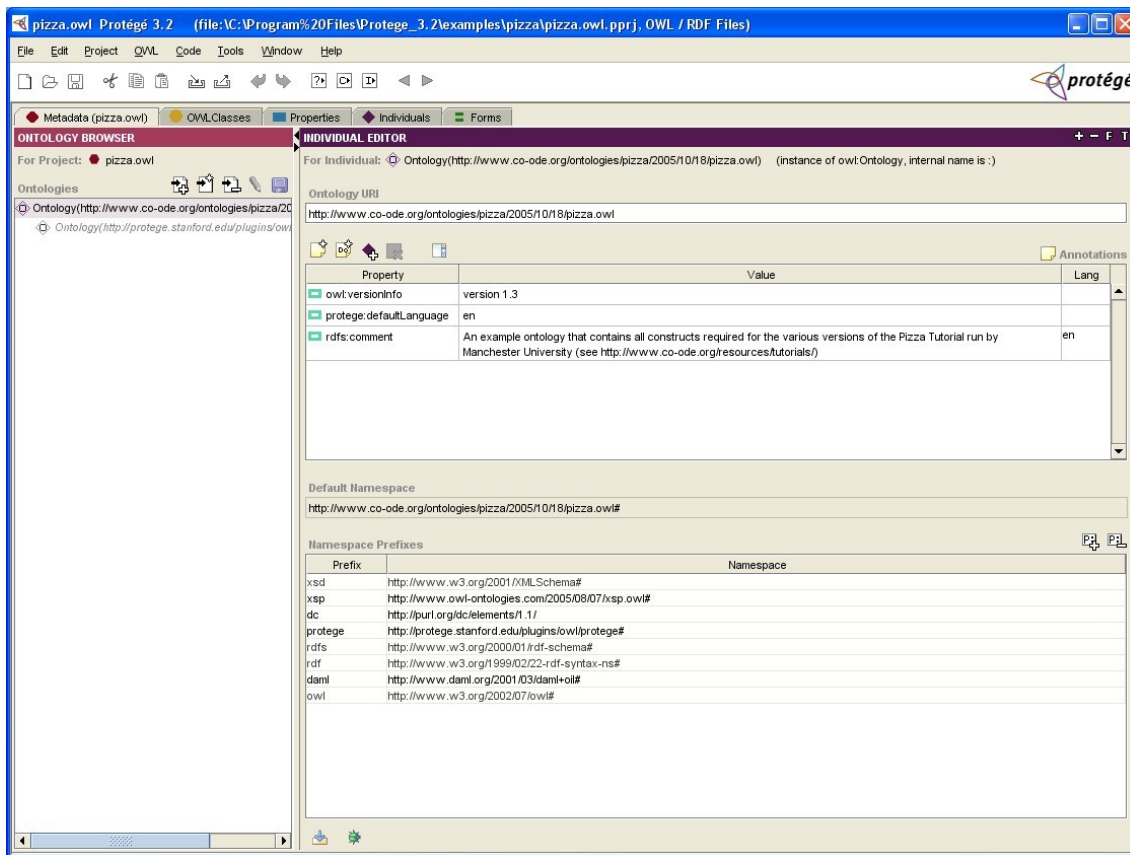 pizza.owl Protégé 3.2 (file:\C:\Program%20Files\Protege_3.2\examples\pizza\pizza.owl.pprj, OWL / RDF Files)
File Edit Project OWL Code Tools Window Help
protégé
Metadata (pizza.owl) OWLClasses Properties Individuals Forms
ONTOLOGY BROWSER
For Project: pizza.owl
Ontologies
Ontology(http://www.co-ode.org/ontologies/pizza/20
Ontology(http://protege.stanford.edu/plugins/owl
INDIVIDUAL EDITOR + - F T
For Individual: Ontology(http://www.co-ode.org/ontologies/pizza/2005/10/18/pizza.owl) (instance of owl:Ontology, internal name is :)
Ontology URI
http://www.co-ode.org/ontologies/pizza/2005/10/18/pizza.owl
Annotations
Property Value Lang
owl:versionInfo version 1.3
protege:defaultLanguage en
rdfs:comment An example ontology that contains all constructs required for the various versions of the Pizza Tutorial run by en
Manchester University (see http://www.co-ode.org/resources/tutorials/)
Default Namespace
http://www.co-ode.org/ontologies/pizza/2005/10/18/pizza.owl#
Namespace Prefixes
Prefix Namespace
xsd http://www.w3.org/2001/XMLSchema#
xsp http://www.owl-ontologies.com/2005/08/07/xsp.owl#
dc http://purl.org/dc/elements/1.1/
protege http://protege.stanford.edu/plugins/owl/protege#
rdfs http://www.w3.org/2000/01/rdf-schema#
rdf http://www.w3.org/1999/02/22-rdf-syntax-ns#
daml http://www.daml.org/2001/03/daml+oil#
owl http://www.w3.org/2002/07/owl#